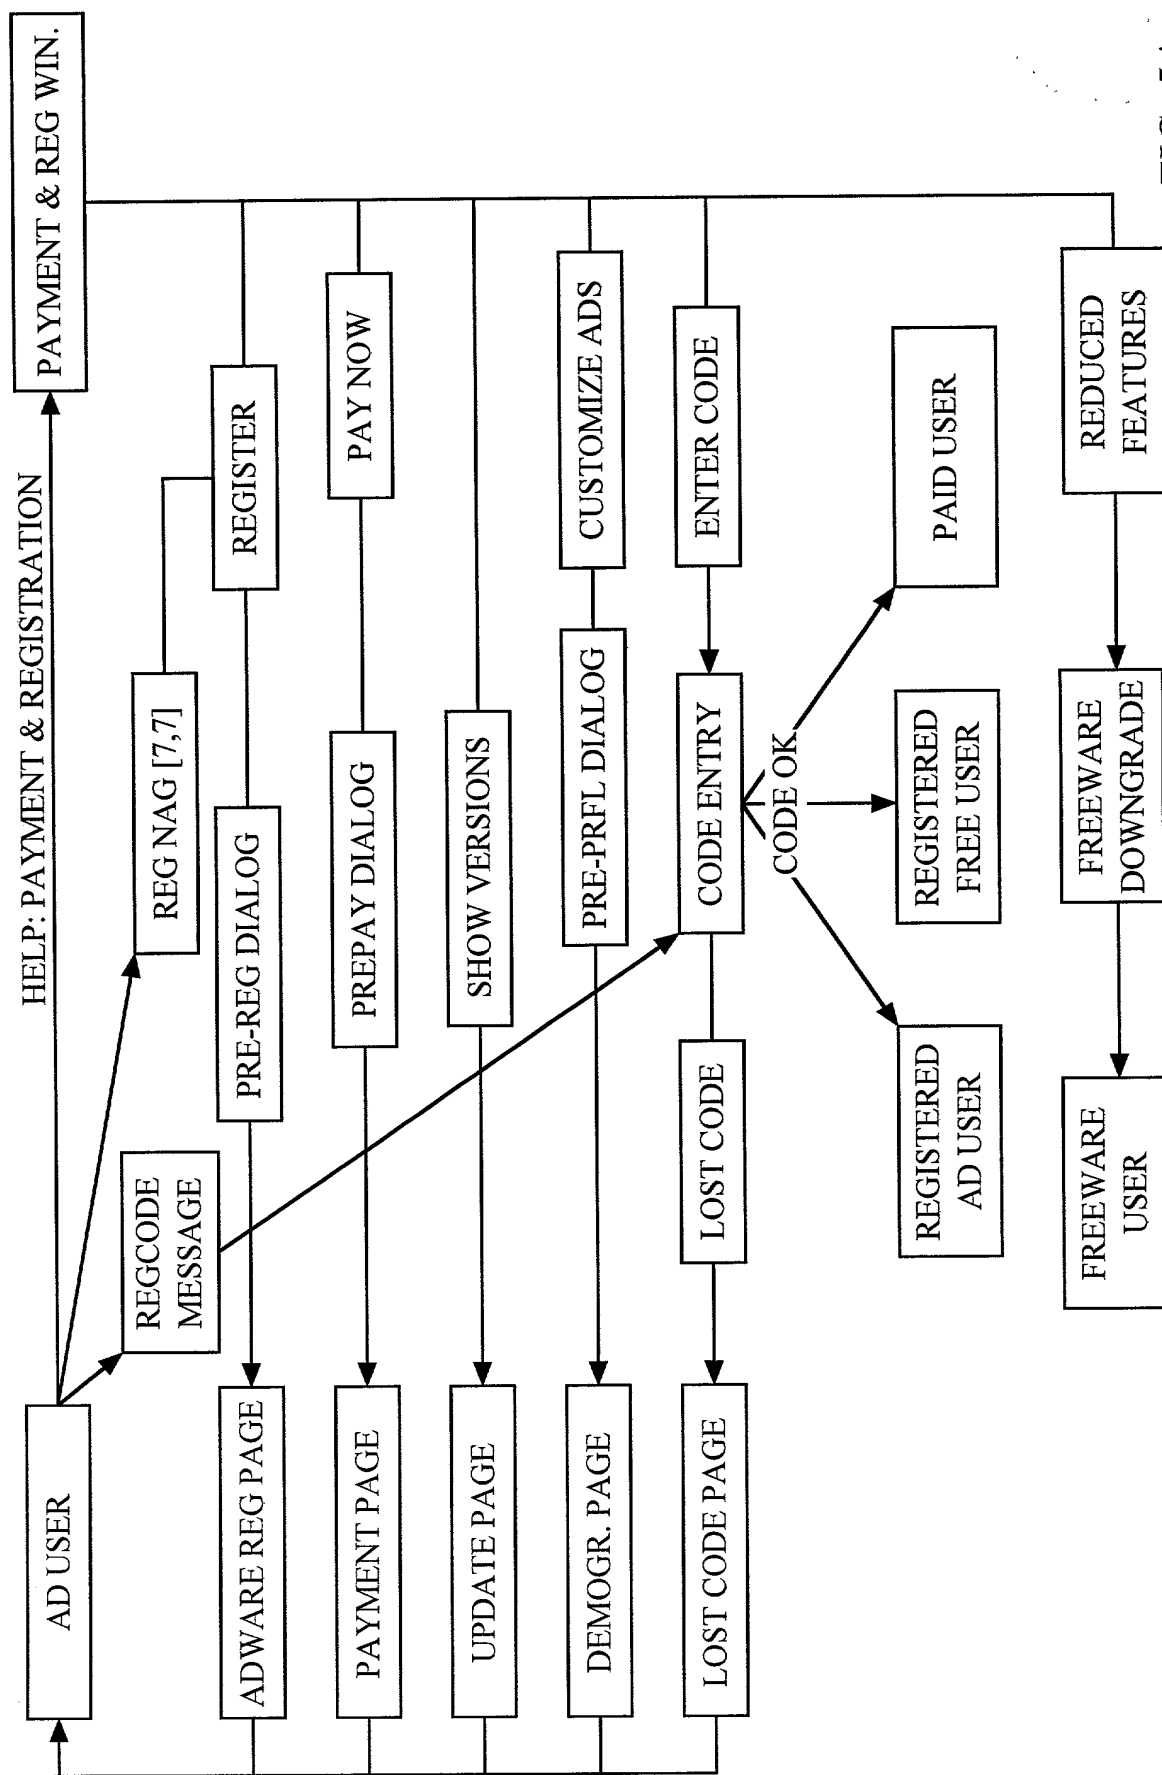 AD USER
HELP: PAYMENT & REGISTRATION
PAYMENT & REG WIN.
REGCODE
MESSAGE
REG NAG [7,7]
ADWARE REG PAGE
PRE-REG DIALOG
REGISTER
PAYMENT PAGE
PREPAY DIALOG
PAY NOW
UPDATE PAGE
SHOW VERSIONS
DEMOGR. PAGE
PRE-PRFL DIALOG
CUSTOMIZE ADS
LOST CODE PAGE
LOST CODE
CODE ENTRY
ENTER CODE
CODE OK
REGISTERED
AD USER
REGISTERED
FREE USER
PAID USER
FREEWARE
USER
FREEWARE
DOWNGRADE
REDUCED
FEATURES